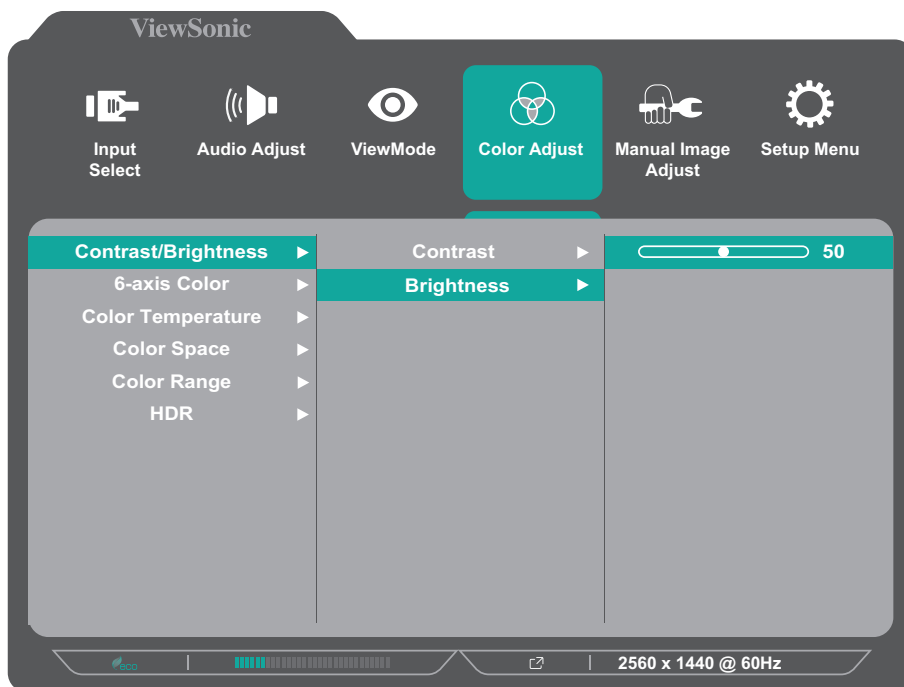 ViewSonic
Input Select
Audio Adjust
ViewMode
Color Adjust
Manual Image Adjust
Setup Menu
Contrast/Brightness
Contrast
50
6-axis Color
Brightness
Color Temperature
Color Space
Color Range
HDR
eco
2560 x 1440 @ 60Hz